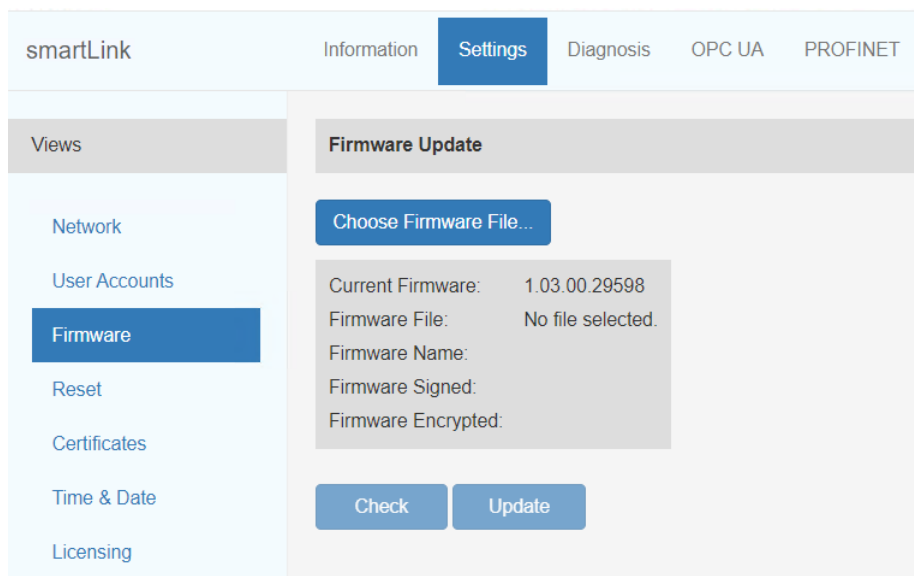 smartLink Information Settings Diagnosis OPC UA PROFINET
Views
Network
User Accounts
Firmware
Reset
Certificates
Time & Date
Licensing
Firmware Update
Choose Firmware File...
Current Firmware: 1.03.00.29598
Firmware File: No file selected.
Firmware Name:
Firmware Signed:
Firmware Encrypted:
Check Update